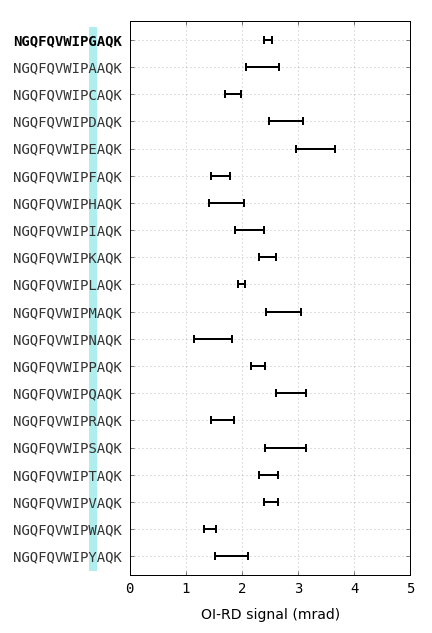 NGQFQVWIPGAQK
NGQFQVWIPAAQK
NGQFQVWIPCAQK
NGQFQVWIPDAQK
NGQFQVWIPEAQK
NGQFQVWIPFAQK
NGQFQVWIPHAQK
NGQFQVWIPIAQK
NGQFQVWIPKAQK
NGQFQVWIPLAQK
NGQFQVWIPMAQK
NGQFQVWIPNAQK
NGQFQVWIPPAQK
NGQFQVWIPQAQK
NGQFQVWIPRAQK
NGQFQVWIPSAQK
NGQFQVWIPTAQK
NGQFQVWIPVAQK
NGQFQVWIPWAQK
NGQFQVWIPYAQK
0 1 2 3 4 5
OI-RD signal (mrad)